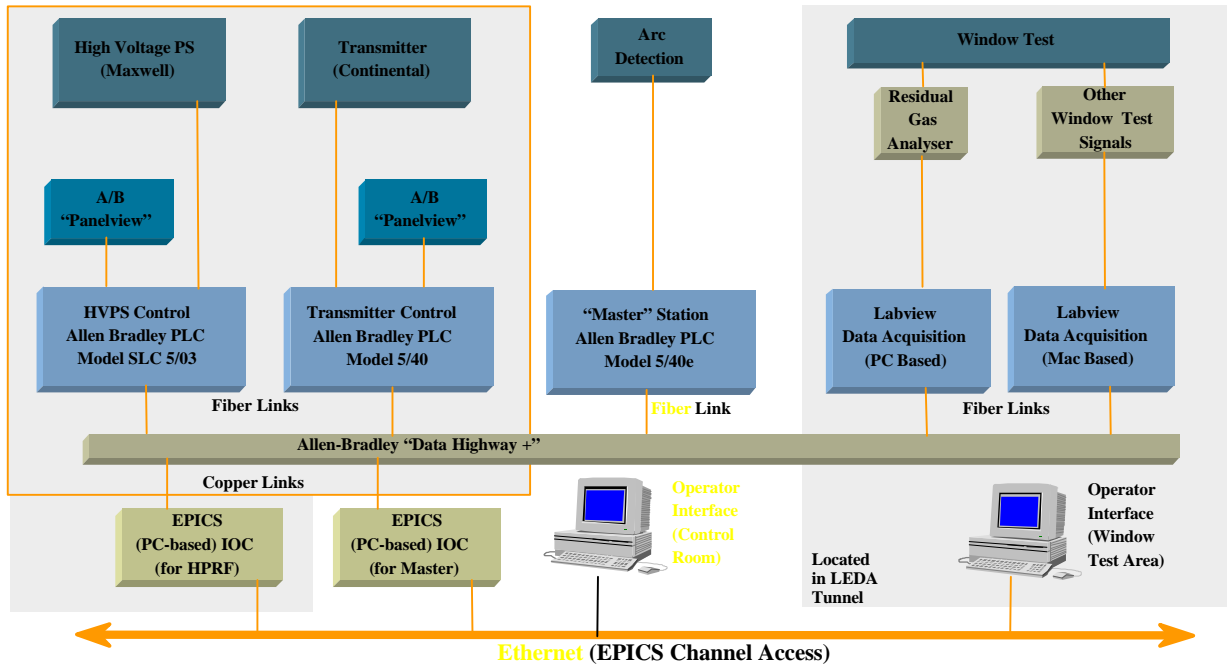 High Voltage PS
(Maxwell)
Transmitter
(Continental)
Arc
Detection
Window Test
Residual
Gas
Analyser
Other
Window Test
Signals
A/B
“Panelview”
A/B
“Panelview”
HVPS Control
Allen Bradley PLC
Model SLC 5/03
Transmitter Control
Allen Bradley PLC
Model 5/40
“Master” Station
Allen Bradley PLC
Model 5/40e
Labview
Data Acquisition
(PC Based)
Labview
Data Acquisition
(Mac Based)
Fiber Links
Fiber Link
Fiber Links
Allen-Bradley “Data Highway +”
Copper Links
EPICS
(PC-based) IOC
(for HPRF)
EPICS
(PC-based) IOC
(for Master)
Operator
Interface
(Control
Room)
Operator
Interface
(Window
Test Area)
Located
in LEDA
Tunnel
Ethernet (EPICS Channel Access)